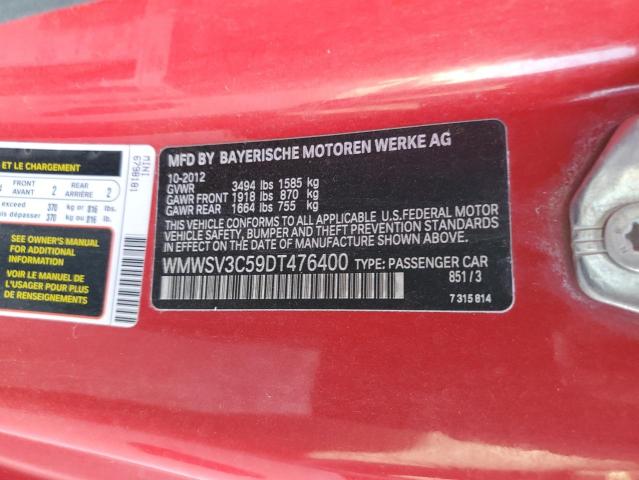 ET LE CHARGEMENT
FRONT
AVANT
2
REAR
ARRIÈRE
2
exceed 370 kg or 816 lbs.
dépasser 370 kg ou 816 lb.
SEE OWNER'S MANUAL
FOR ADDITIONAL
INFORMATION
VOIR LE MANUEL DE
L'USAGER POUR PLUS
DE RENSEIGNEMENTS
MINI
MFD BY BAYERISCHE MOTOREN WERKE AG
10-2012
GVWR 3494 lbs 1585 kg
GAWR FRONT 1918 lbs 870 kg
GAWR REAR 1664 lbs 755 kg
THIS VEHICLE CONFORMS TO ALL APPLICABLE U.S.FEDERAL MOTOR
VEHICLE SAFETY, BUMPER AND THEFT PREVENTION STANDARDS
IN EFFECT ON THE DATE OF MANUFACTURE SHOWN ABOVE.
WMWSV3C59DT476400 TYPE: PASSENGER CAR
851 / 3
7 315 814